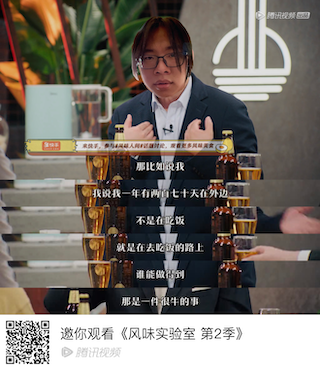 腾讯视频
那比如说我
我说我一年有两百七十天在外边
不是在吃饭
就是在去吃饭的路上
谁能做得到
那是一件很牛的事
邀你观看《风味实验室 第2季》
腾讯视频